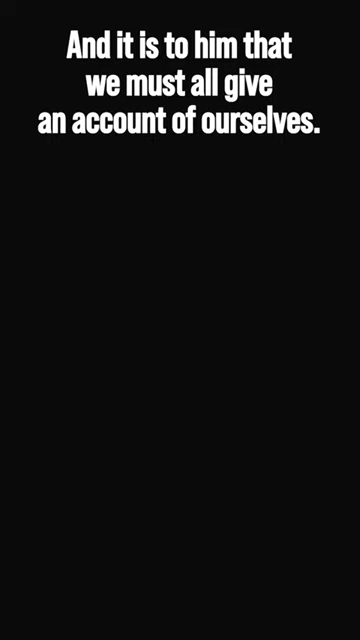 And it is to him that
we must all give
an account of ourselves.